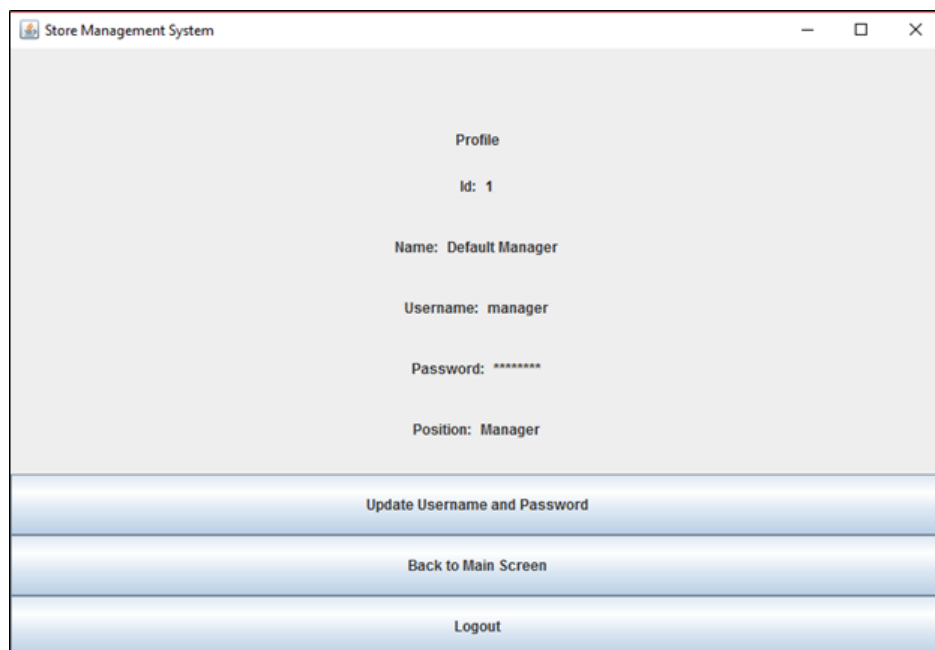 Store Management System
Profile
Id: 1
Name: Default Manager
Username: manager
Password: ********
Position: Manager
Update Username and Password
Back to Main Screen
Logout